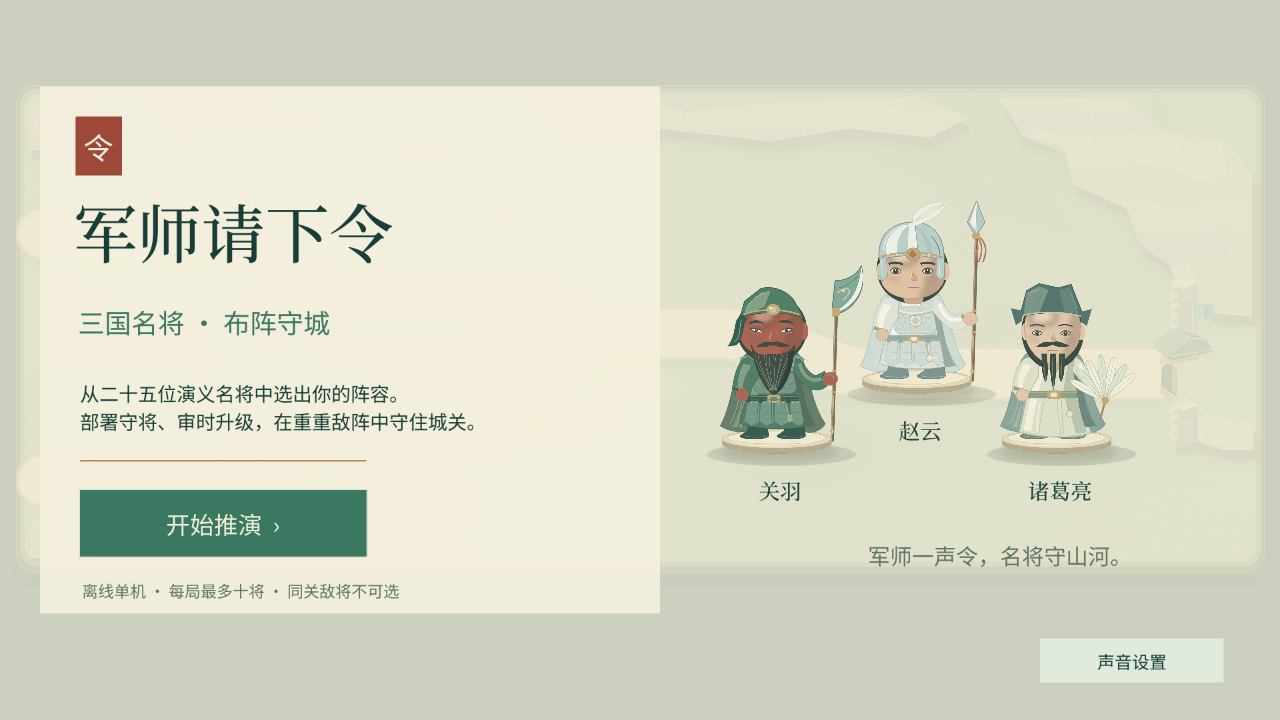 令
军师请下令
三国名将 · 布阵守城
从二十五位演义名将中选出你的阵容。
部署守将、审时升级，在重重敌阵中守住城关。
开始推演 ›
离线单机 · 每局最多十将 · 同关敌将不可选
赵云
关羽
诸葛亮
军师一声令，名将守山河。
声音设置